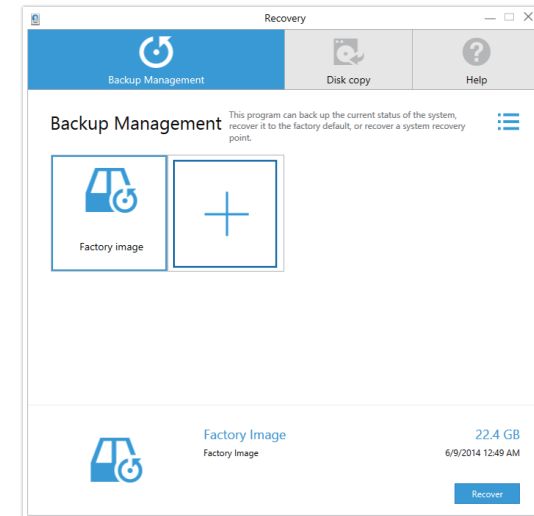 Recovery
Backup Management
Disk copy
Help
Backup Management
This program can back up the current status of the system,
recover it to the factory default, or recover a system recovery
point.
Factory image
Factory Image
22.4 GB
Factory Image
6/9/2014 12:49 AM
Recover